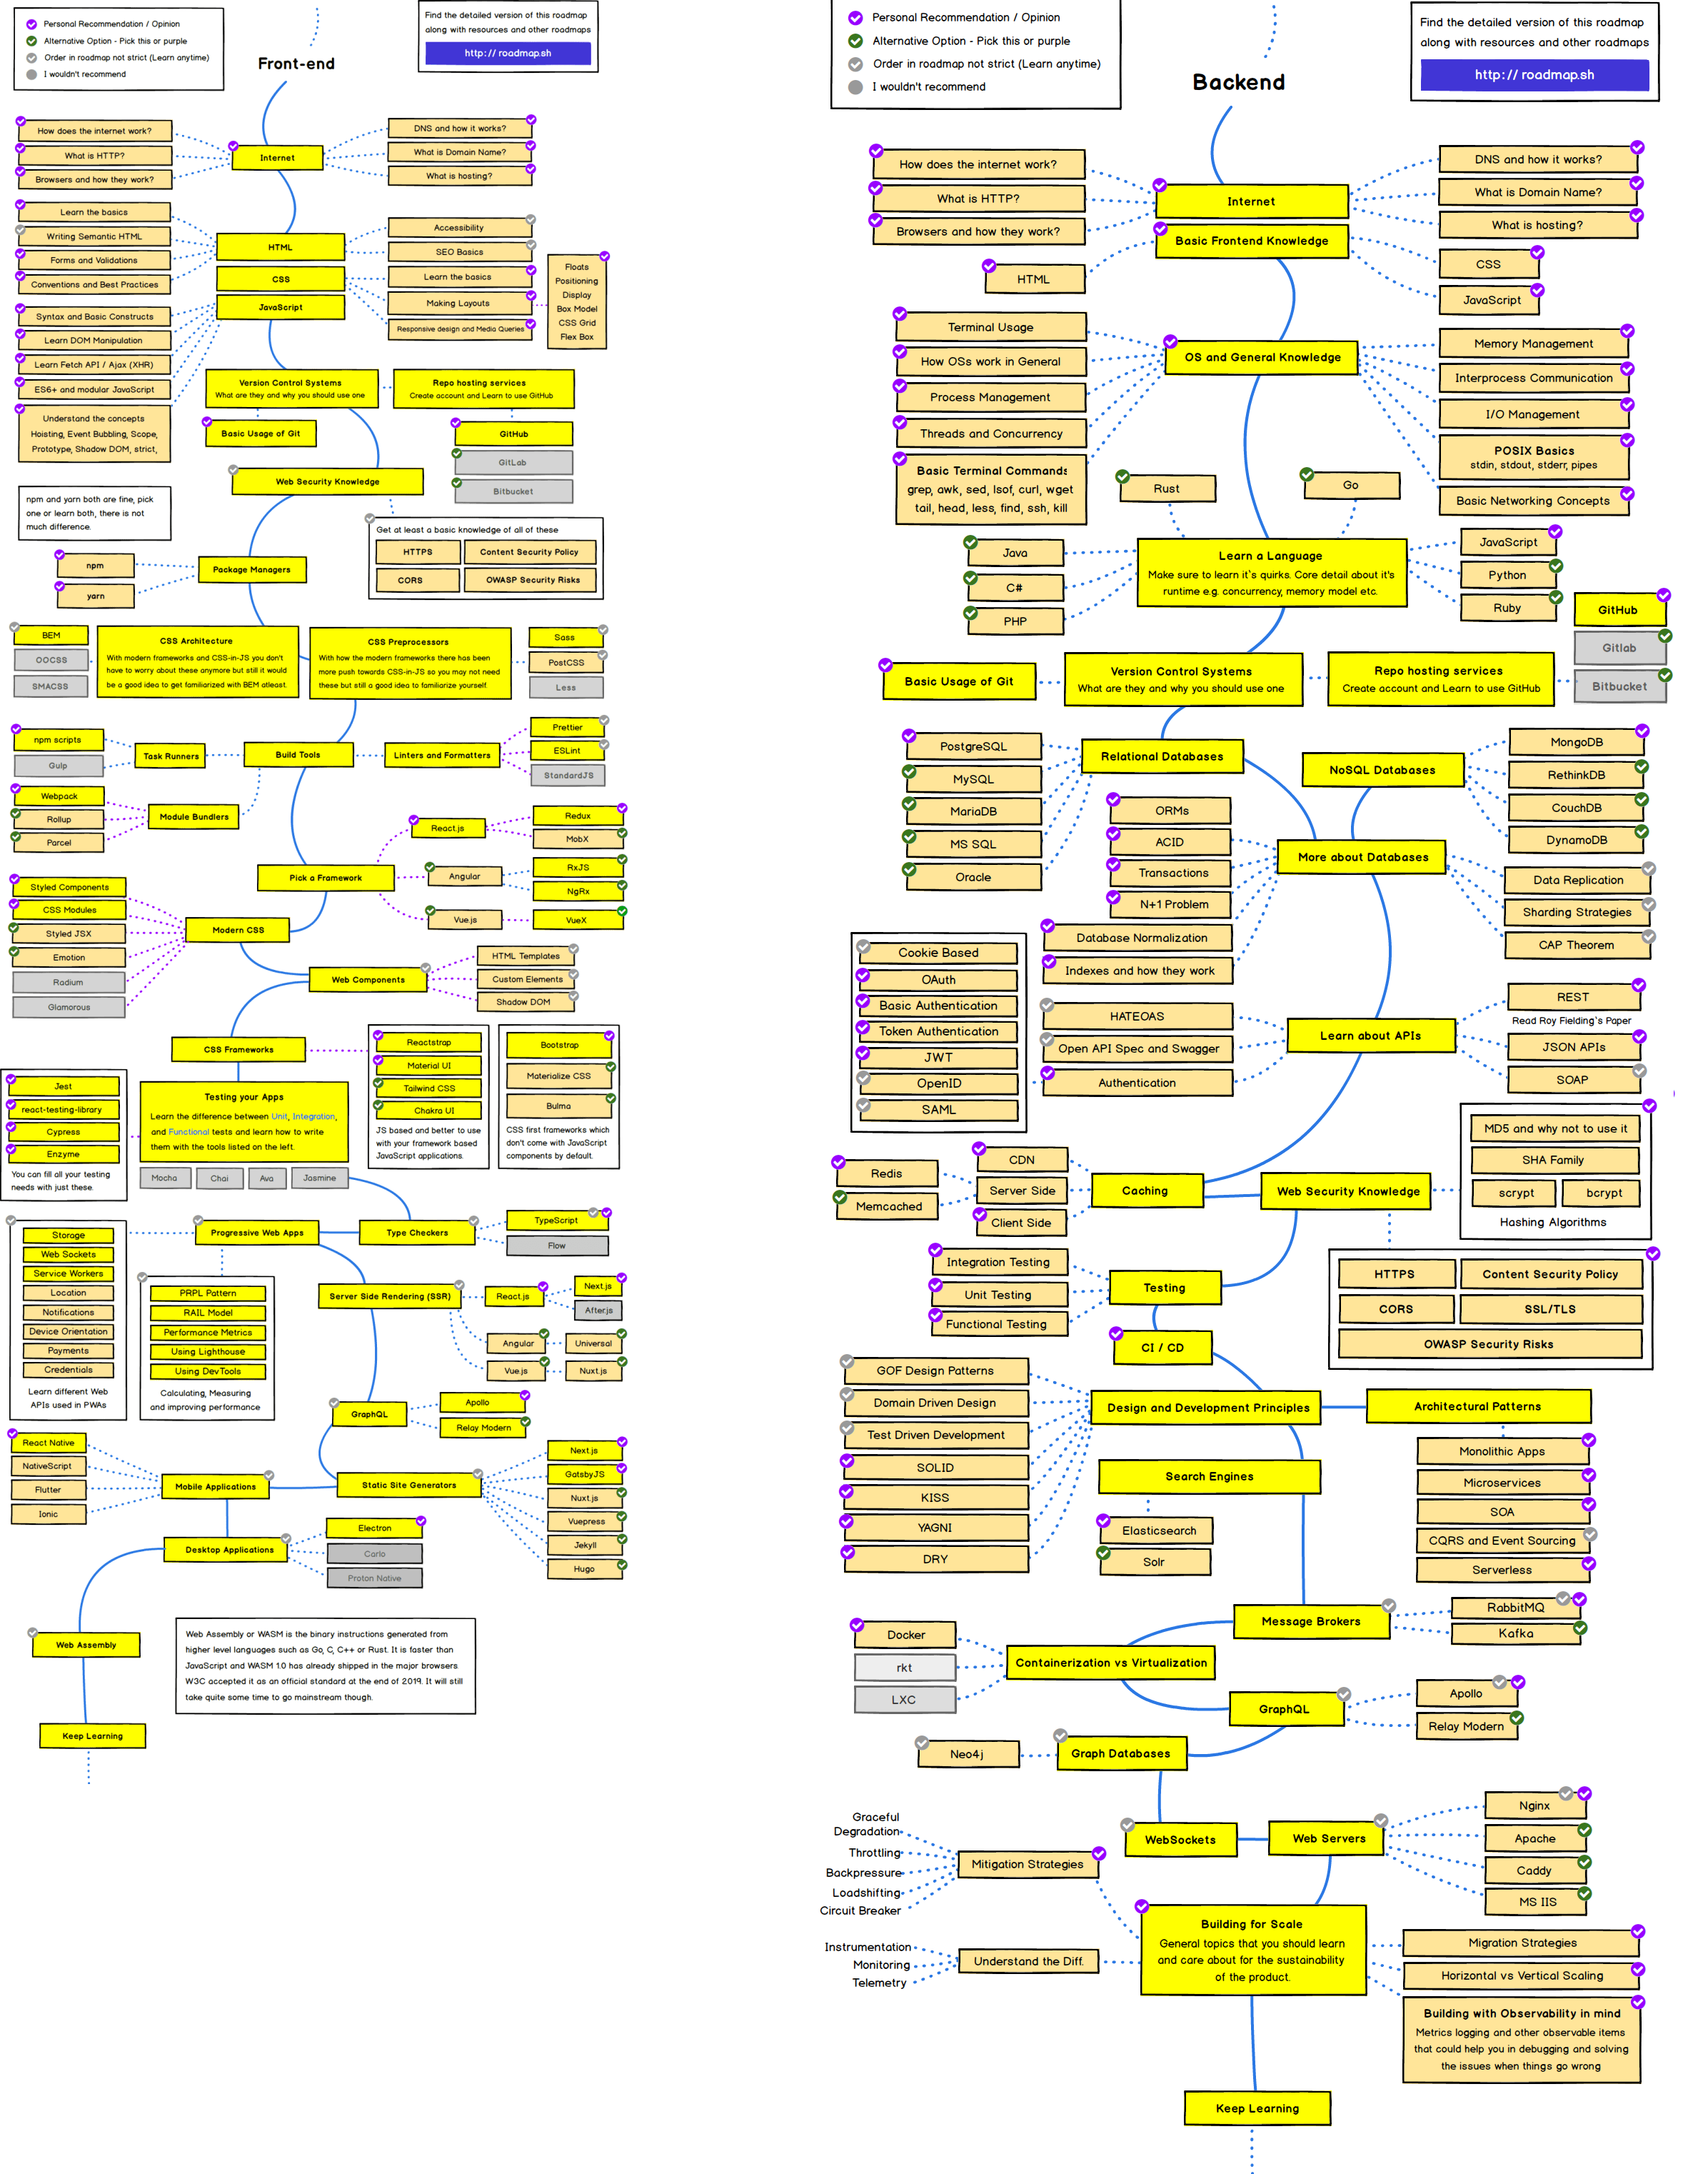 Personal Recommendation / Opinion
Alternative Option - Pick this or purple
Order in roadmap not strict (Learn anytime)
I wouldn't recommend
Find the detailed version of this roadmap
along with resources and other roadmaps
http://roadmap.sh
Front-end
How does the internet work?
What is HTTP?
Browsers and how they work?
Internet
DNS and how it works?
What is Domain Name?
What is hosting?
Learn the basics
Writing Semantic HTML
Forms and Validations
Conventions and Best Practices
HTML
CSS
JavaScript
Accessibility
SEO Basics
Learn the basics
Making Layouts
Responsive design and Media Queries
Floats
Positioning
Display
Box Model
CSS Grid
Flex Box
Syntax and Basic Constructs
Learn DOM Manipulation
Learn Fetch API / Ajax (XHR)
ES6+ and modular JavaScript
Understand the concepts
Hoisting, Event Bubbling, Scope,
Prototype, Shadow DOM, strict,
Version Control Systems
What are they and why you should use one
Repo hosting services
Create account and Learn to use GitHub
Basic Usage of Git
GitHub
GitLab
Bitbucket
Web Security Knowledge
npm and yarn both are fine, pick
one or learn both, there is not
much difference.
Get at least a basic knowledge of all of these
HTTPS
Content Security Policy
CORS
OWASP Security Risks
npm
yarn
Package Managers
BEM
OOCSS
SMACSS
CSS Architecture
With modern frameworks and CSS-in-JS you don't
have to worry about these anymore but still it would
be a good idea to get familiarized with BEM atleast.
CSS Preprocessors
With how the modern frameworks there has been
more push towards CSS-in-JS so you may not need
these but still a good idea to familiarize yourself.
Sass
PostCSS
Less
npm scripts
Gulp
Task Runners
Build Tools
Linters and Formatters
Prettier
ESLint
StandardJS
Webpack
Rollup
Parcel
Module Bundlers
Pick a Framework
React.js
Redux
MobX
Angular
RxJS
NgRx
Vue.js
VueX
Styled Components
CSS Modules
Styled JSX
Emotion
Radium
Glamorous
Modern CSS
Web Components
HTML Templates
Custom Elements
Shadow DOM
CSS Frameworks
Reactstrap
Material UI
Tailwind CSS
Chakra UI
JS based and better to use
with your framework based
JavaScript applications.
Bootstrap
Materialize CSS
Bulma
CSS first frameworks which
don't come with JavaScript
components by default.
Jest
react-testing-library
Cypress
Enzyme
You can fill all your testing
needs with just these.
Testing your Apps
Learn the difference between Unit, Integration,
and Functional tests and learn how to write
them with the tools listed on the left.
Mocha
Chai
Ava
Jasmine
Progressive Web Apps
Type Checkers
TypeScript
Flow
Storage
Web Sockets
Service Workers
Location
Notifications
Device Orientation
Payments
Credentials
Learn different Web
APIs used in PWAs
PRPL Pattern
RAIL Model
Performance Metrics
Using Lighthouse
Using DevTools
Calculating, Measuring
and improving performance
Server Side Rendering (SSR)
React.js
Next.js
After.js
Angular
Universal
Vue.js
Nuxt.js
GraphQL
Apollo
Relay Modern
React Native
NativeScript
Flutter
Ionic
Mobile Applications
Static Site Generators
Next.js
GatsbyJS
Nuxt.js
Vuepress
Jekyll
Hugo
Desktop Applications
Electron
Carlo
Proton Native
Web Assembly
Web Assembly or WASM is the binary instructions generated from
higher level languages such as Go, C, C++ or Rust. It is faster than
JavaScript and WASM 1.0 has already shipped in the major browsers
W3C accepted it as an official standard at the end of 2019. It will still
take quite some time to go mainstream though.
Keep Learning
Personal Recommendation / Opinion
Alternative Option - Pick this or purple
Order in roadmap not strict (Learn anytime)
I wouldn't recommend
Find the detailed version of this roadmap
along with resources and other roadmaps
http://roadmap.sh
Backend
How does the internet work?
What is HTTP?
Browsers and how they work?
Internet
DNS and how it works?
What is Domain Name?
What is hosting?
Basic Frontend Knowledge
HTML
CSS
JavaScript
Terminal Usage
How OSs work in General
Process Management
Threads and Concurrency
Basic Terminal Commands
grep, awk, sed, lsof, curl, wget
tail, head, less, find, ssh, kill
OS and General Knowledge
Memory Management
Interprocess Communication
I/O Management
POSIX Basics
stdin, stdout, stderr, pipes
Basic Networking Concepts
Rust
Go
Java
C#
PHP
Learn a Language
Make sure to learn it`s quirks. Core detail about it's
runtime e.g. concurrency, memory model etc.
JavaScript
Python
Ruby
GitHub
Gitlab
Bitbucket
Basic Usage of Git
Version Control Systems
What are they and why you should use one
Repo hosting services
Create account and Learn to use GitHub
PostgreSQL
MySQL
MariaDB
MS SQL
Oracle
Relational Databases
NoSQL Databases
MongoDB
RethinkDB
CouchDB
DynamoDB
ORMs
ACID
Transactions
N+1 Problem
Database Normalization
Indexes and how they work
More about Databases
Data Replication
Sharding Strategies
CAP Theorem
Cookie Based
OAuth
Basic Authentication
Token Authentication
JWT
OpenID
SAML
HATEOAS
Open API Spec and Swagger
Authentication
Learn about APIs
REST
Read Roy Fielding's Paper
JSON APIs
SOAP
Redis
Memcached
CDN
Server Side
Client Side
Caching
Web Security Knowledge
MD5 and why not to use it
SHA Family
scrypt
bcrypt
Hashing Algorithms
HTTPS
Content Security Policy
CORS
SSL/TLS
OWASP Security Risks
Integration Testing
Unit Testing
Functional Testing
Testing
CI / CD
GOF Design Patterns
Domain Driven Design
Test Driven Development
SOLID
KISS
YAGNI
DRY
Design and Development Principles
Architectural Patterns
Monolithic Apps
Microservices
SOA
CQRS and Event Sourcing
Serverless
Search Engines
Elasticsearch
Solr
Message Brokers
RabbitMQ
Kafka
Docker
rkt
LXC
Containerization vs Virtualization
GraphQL
Apollo
Relay Modern
Neo4j
Graph Databases
WebSockets
Web Servers
Nginx
Apache
Caddy
MS IIS
Graceful
Degradation
Throttling
Backpressure
Loadshifting
Circuit Breaker
Mitigation Strategies
Instrumentation
Monitoring
Telemetry
Understand the Diff.
Building for Scale
General topics that you should learn
and care about for the sustainability
of the product.
Migration Strategies
Horizontal vs Vertical Scaling
Building with Observability in mind
Metrics logging and other observable items
that could help you in debugging and solving
the issues when things go wrong
Keep Learning